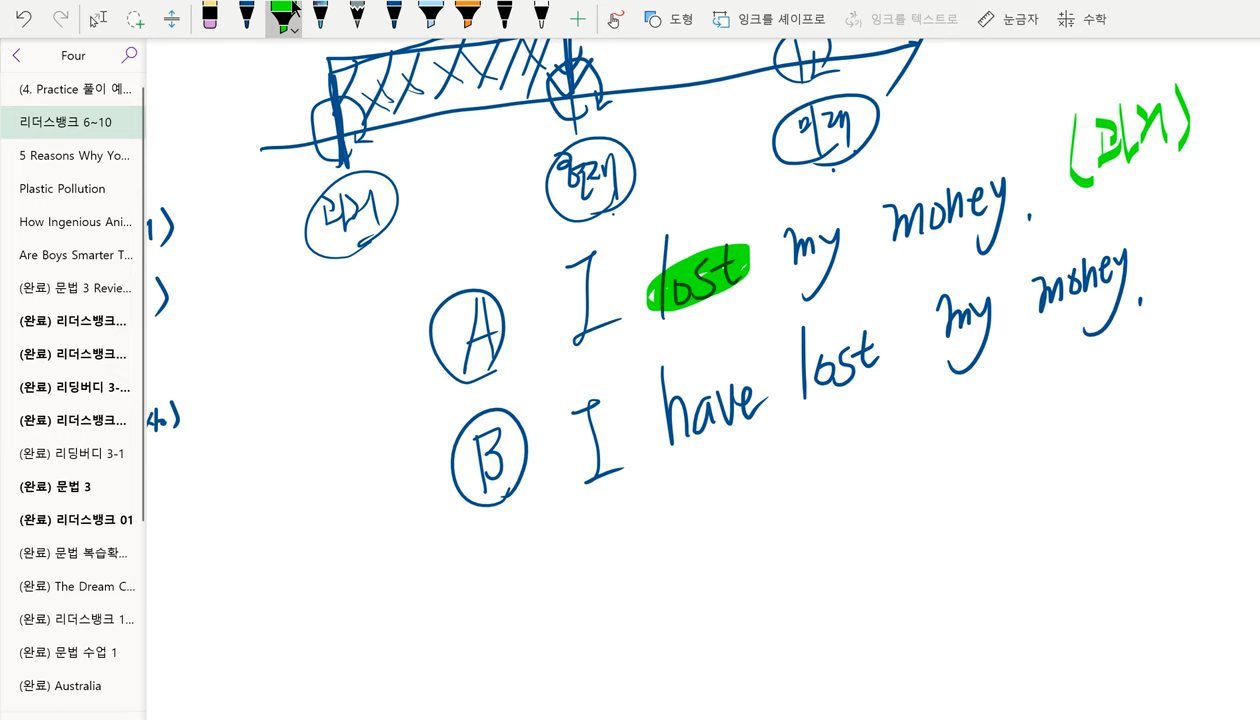 도형
잉크를 셰이프로
잉크를 텍스트로
눈금자
수학
Four
(4. Practice 풀이 예...
리더스뱅크 6~10
5 Reasons Why Yo...
Plastic Pollution
How Ingenious Ani...
Are Boys Smarter T...
(완료) 문법 3 Revie...
(완료) 리더스뱅크...
(완료) 리더스뱅크...
(완료) 리딩버디 3-...
(완료) 리더스뱅크...
(완료) 리딩버디 3-1
(완료) 문법 3
(완료) 리더스뱅크 01
(완료) 문법 복습확...
(완료) The Dream C...
(완료) 리더스뱅크 1...
(완료) 문법 수업 1
(완료) Australia
과거
현재
미래
(과거)
A I lost my money.
B I have lost my money.